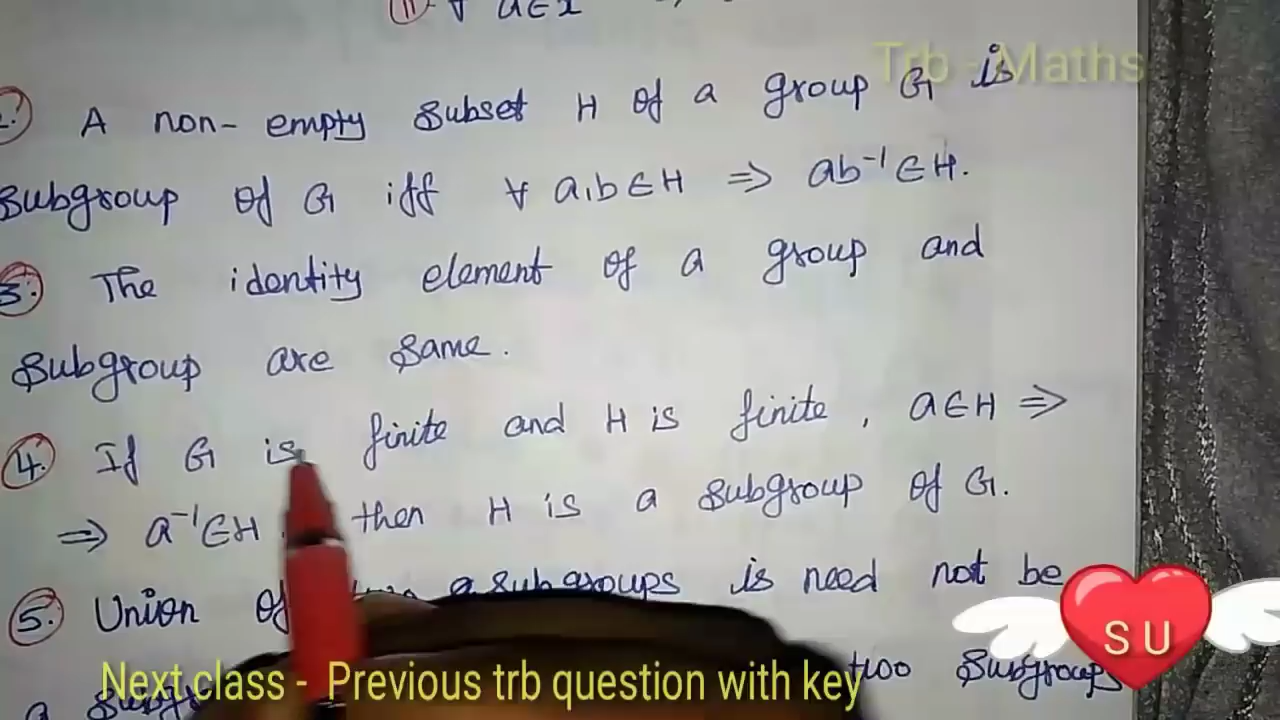 (ii) ∀ a∈
Trb - Maths
A non-empty subset H of a group G is
subgroup of G iff ∀ a,b∈H ⇒ ab⁻¹∈H.
3. The identity element of a group and
subgroup are same.
4. If G is finite and H is finite, a∈H ⇒
⇒ a⁻¹∈H then H is a subgroup of G.
5. Union of subgroups is need not be
S U
a two subgroups
Next class - Previous trb question with key